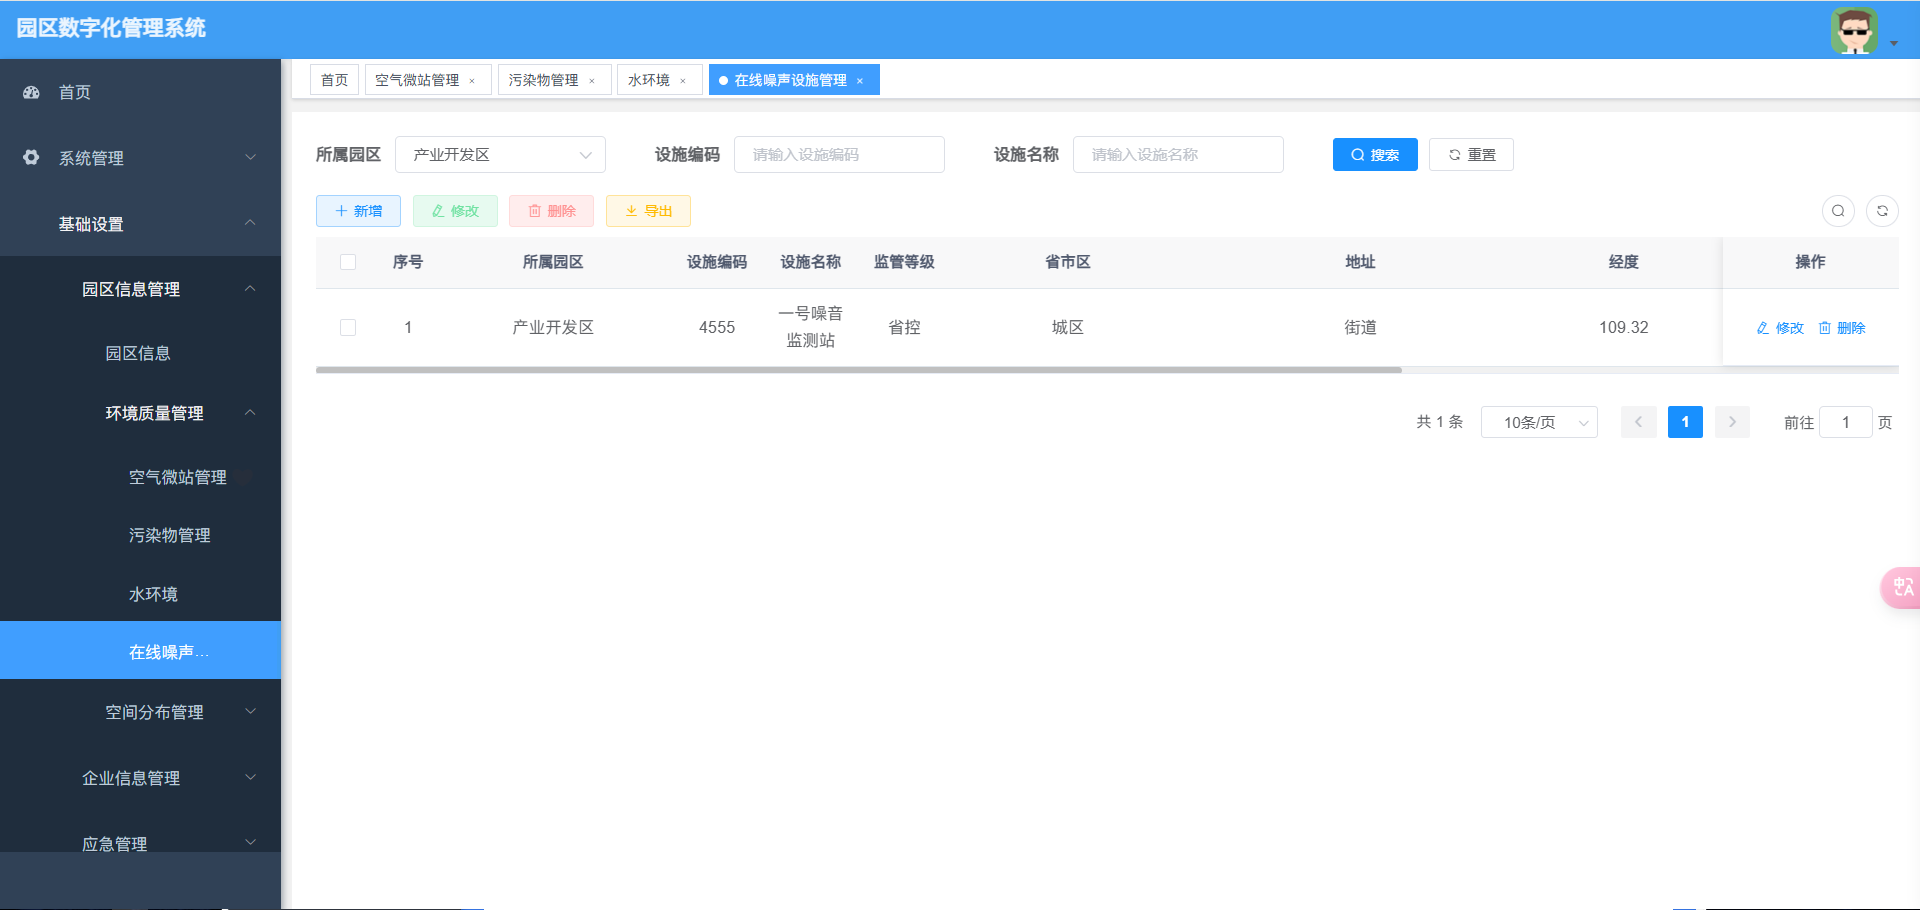 园区数字化管理系统
首页
系统管理
基础设置
园区信息管理
园区信息
环境质量管理
空气微站管理
污染物管理
水环境
在线噪声...
空间分布管理
企业信息管理
应急管理
首页 空气微站管理 × 污染物管理 × 水环境 × 在线噪声设施管理 ×
所属园区 产业开发区 设施编码 请输入设施编码 设施名称 请输入设施名称 搜索 重置
新增 修改 删除 导出
序号 所属园区 设施编码 设施名称 监管等级 省市区 地址 经度 操作
1 产业开发区 4555 一号噪音监测站 省控 城区 街道 109.32 修改 删除
共 1 条 10条/页 1 前往 1 页
中A